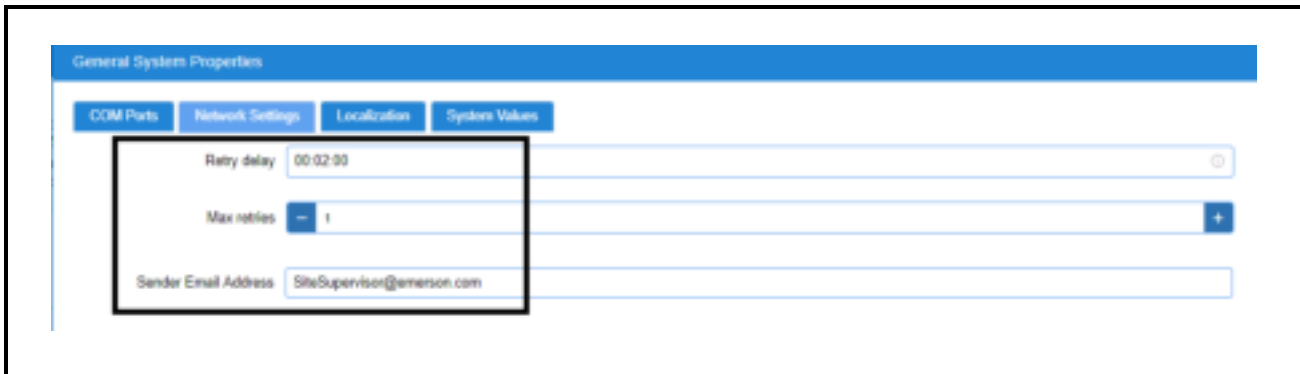 General System Properties
COM Ports Network Settings Localization System Values
Retry delay 00:02:00
Max retries − 1 +
Sender Email Address SiteSupervisor@emerson.com